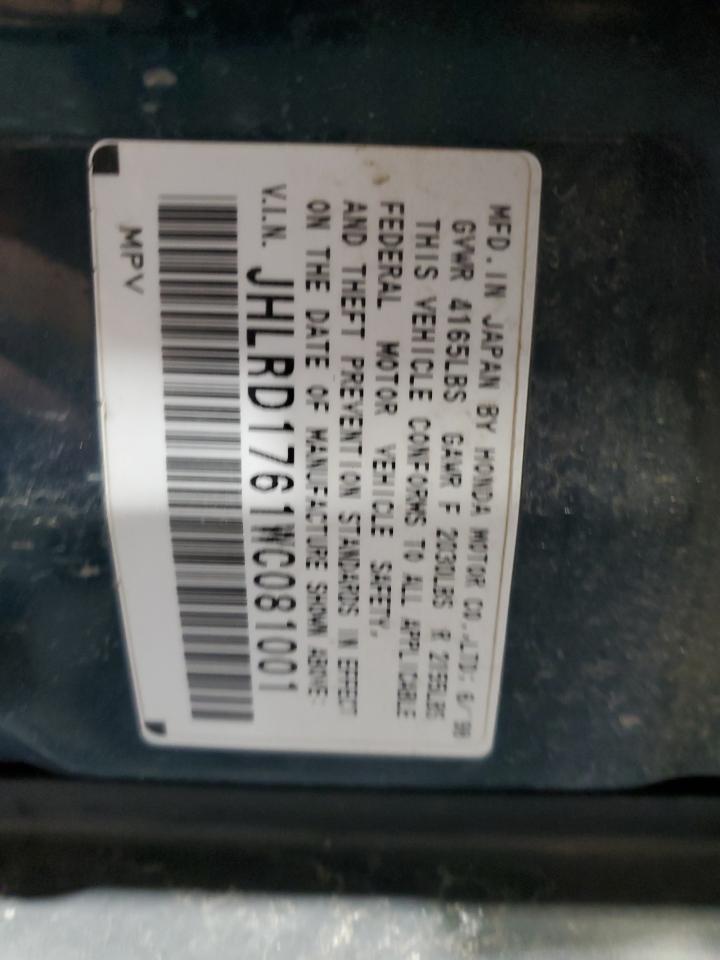 MFD. IN JAPAN BY HONDA MOTOR CO., LTD: 6/'98
GVWR 4165LBS GAWR F 2030LBS R 2155LBS
THIS VEHICLE CONFORMS TO ALL APPLICABLE
FEDERAL MOTOR VEHICLE SAFETY,
AND THEFT PREVENTION STANDARDS IN EFFECT
ON THE DATE OF MANUFACTURE SHOWN ABOVE:
V.I.N. JHLRD1761WC081001
MPV